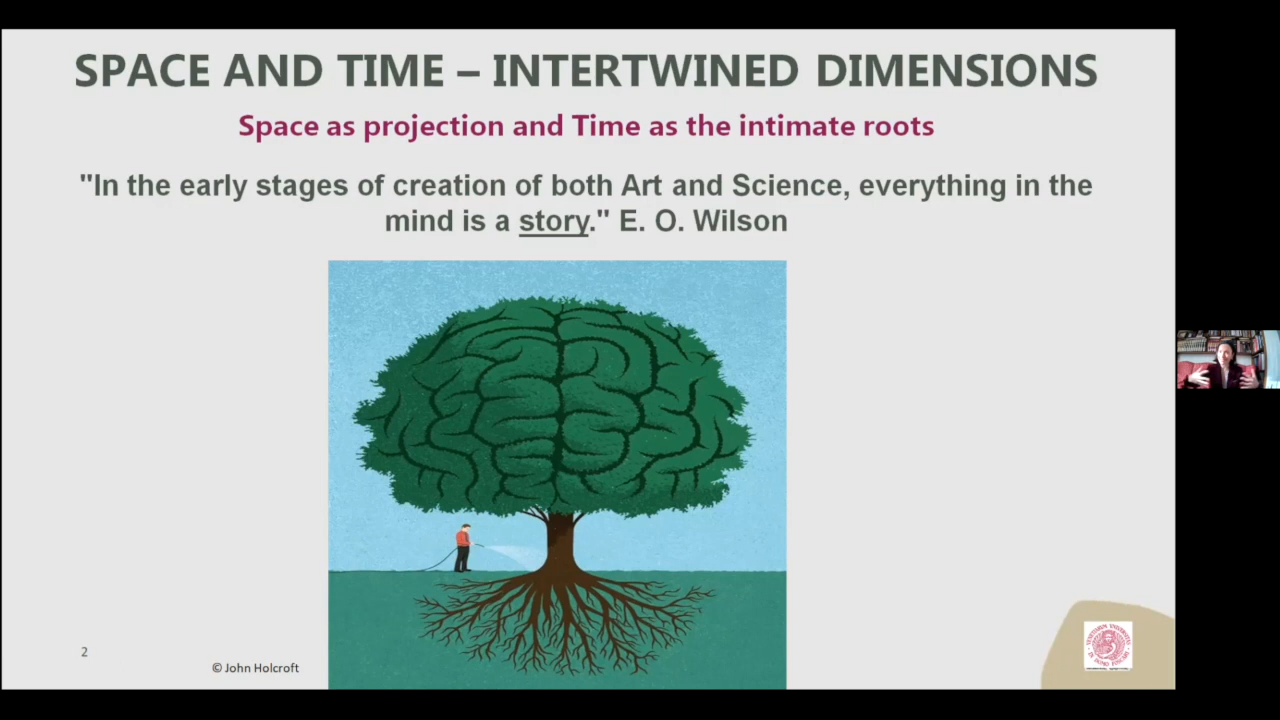 SPACE AND TIME – INTERTWINED DIMENSIONS
Space as projection and Time as the intimate roots
"In the early stages of creation of both Art and Science, everything in the
mind is a story." E. O. Wilson
2
© John Holcroft